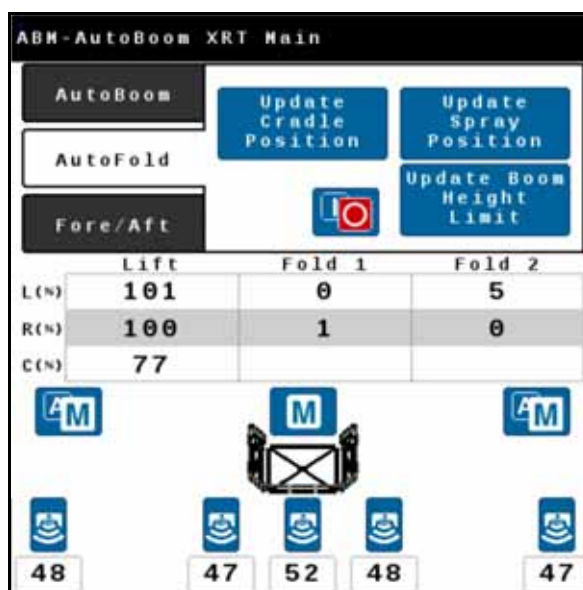 ABM-AutoBoom XRT Main
AutoBoom
AutoFold
Fore/Aft
Update
Cradle
Position
Update
Spray
Position
Update Boom
Height
Limit
Lift Fold 1 Fold 2
L(%) 101 0 5
R(%) 100 1 0
C(%) 77
A M M A M
48 47 52 48 47